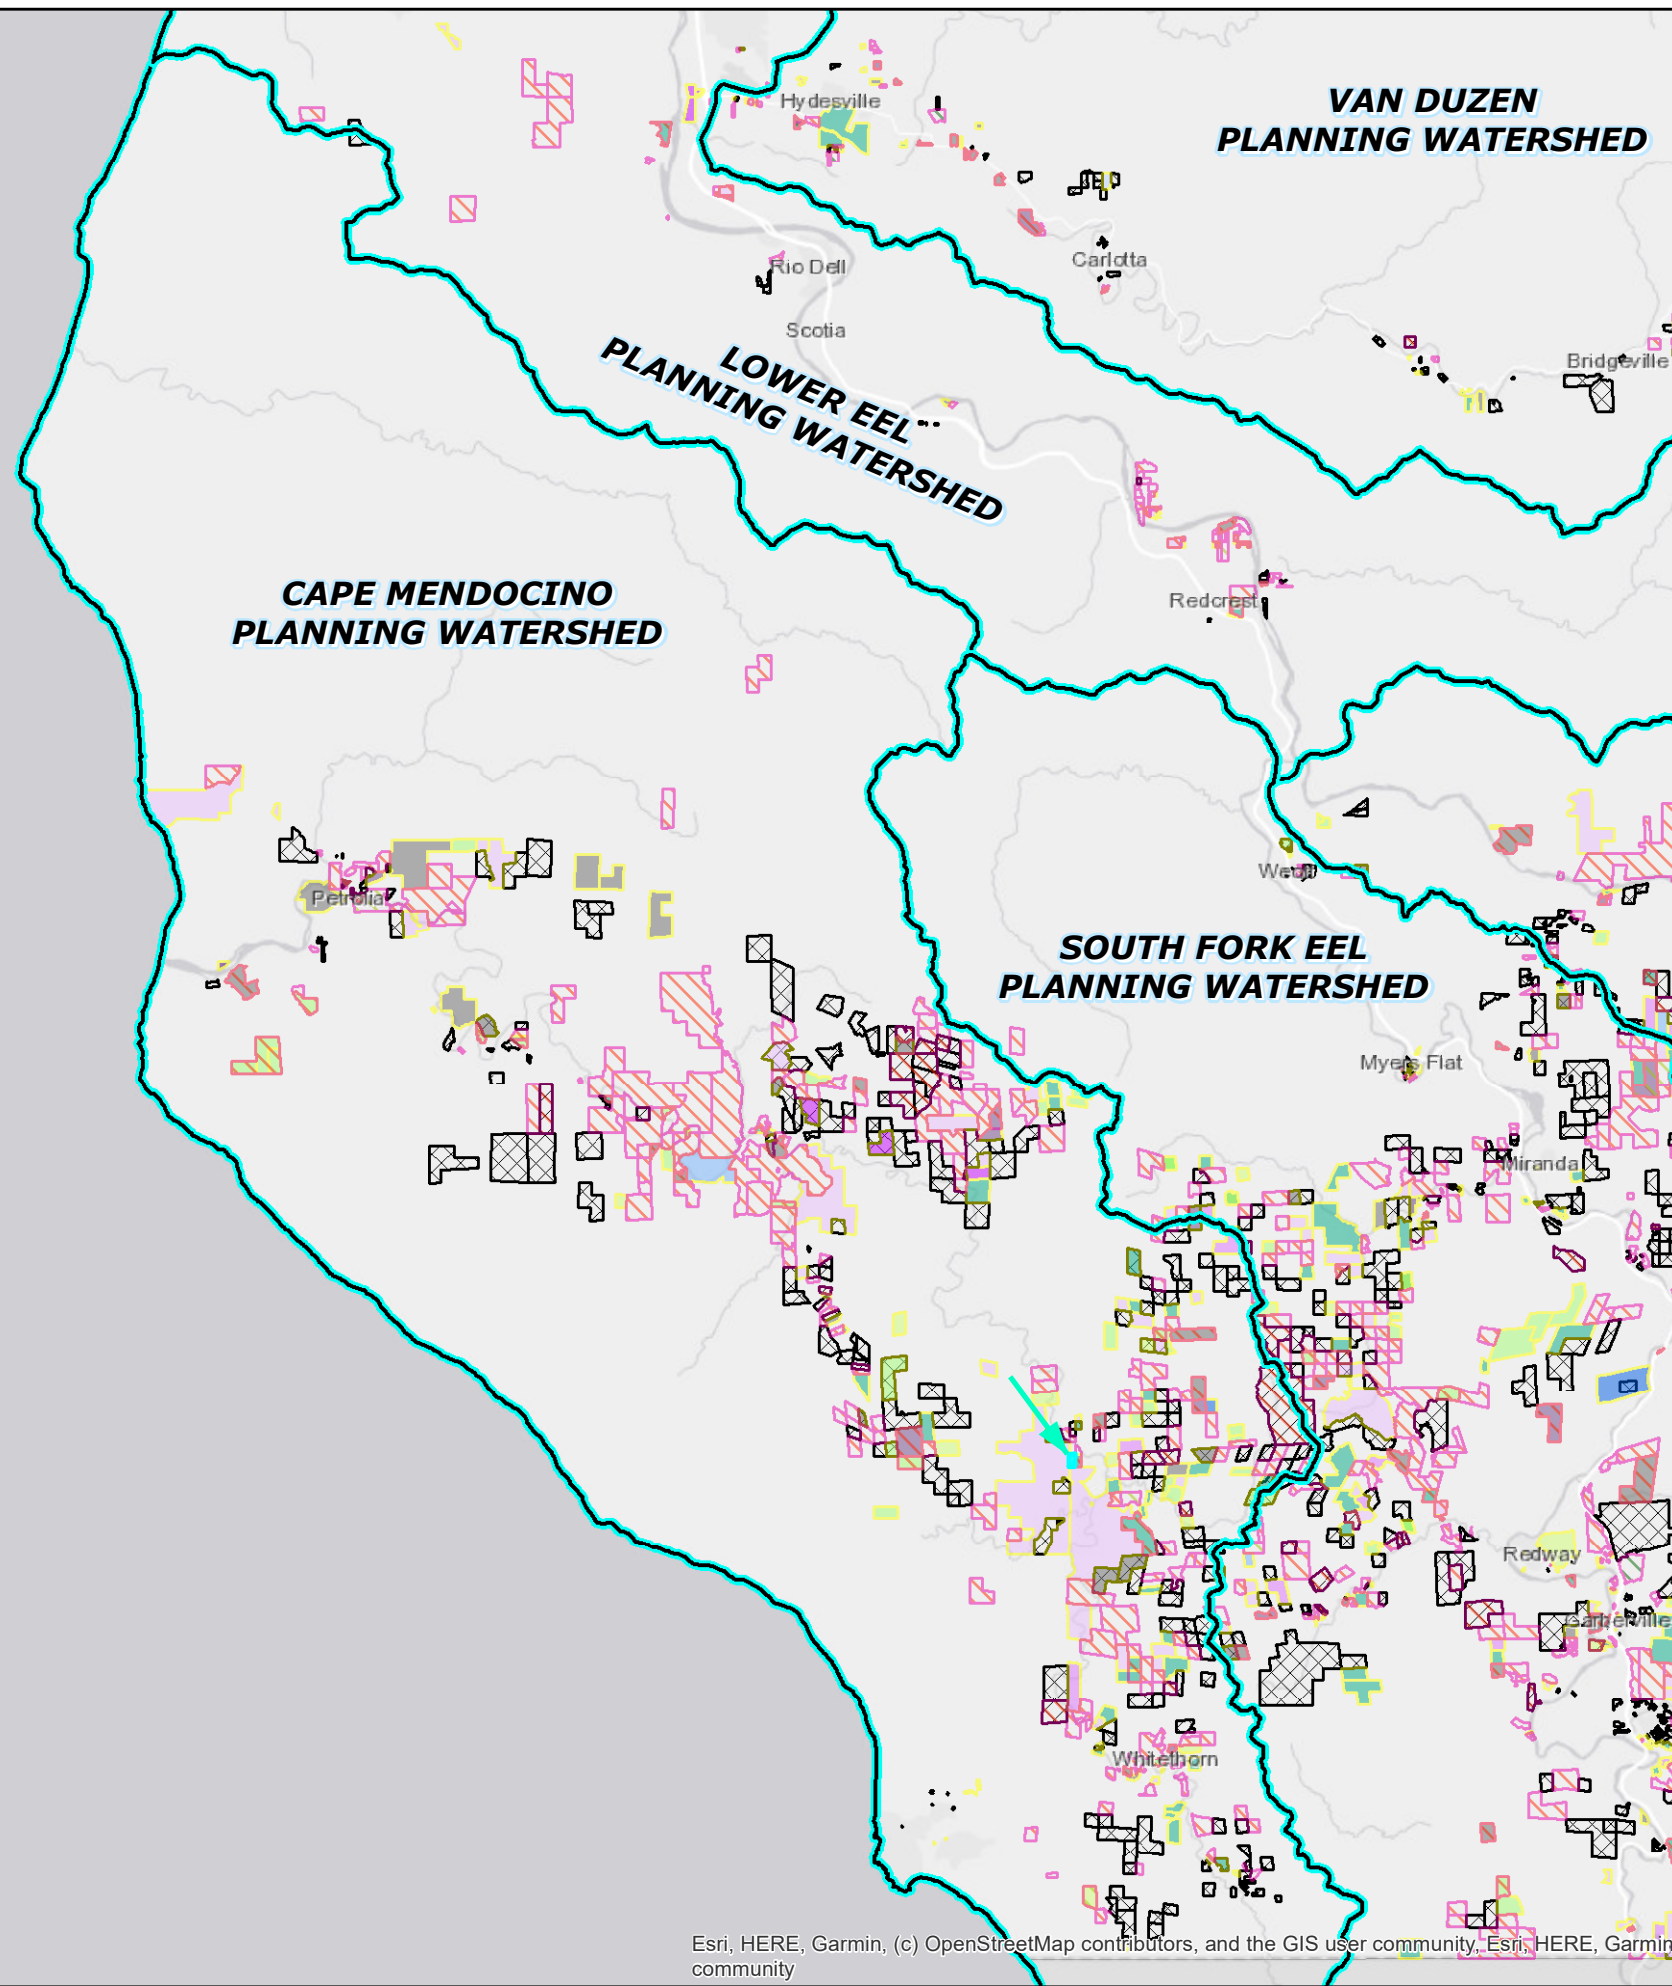 Hydesville
VAN DUZEN
PLANNING WATERSHED
Carlotta
Rio Dell
Scotia
Bridgeville
LOWER EEL
PLANNING WATERSHED
CAPE MENDOCINO
PLANNING WATERSHED
Redcrest
Weott
Petrolia
SOUTH FORK EEL
PLANNING WATERSHED
Myers Flat
Miranda
Redway
Garberville
Whitethorn
Esri, HERE, Garmin, (c) OpenStreetMap contributors, and the GIS user community, Esri, HERE, Garmin
community